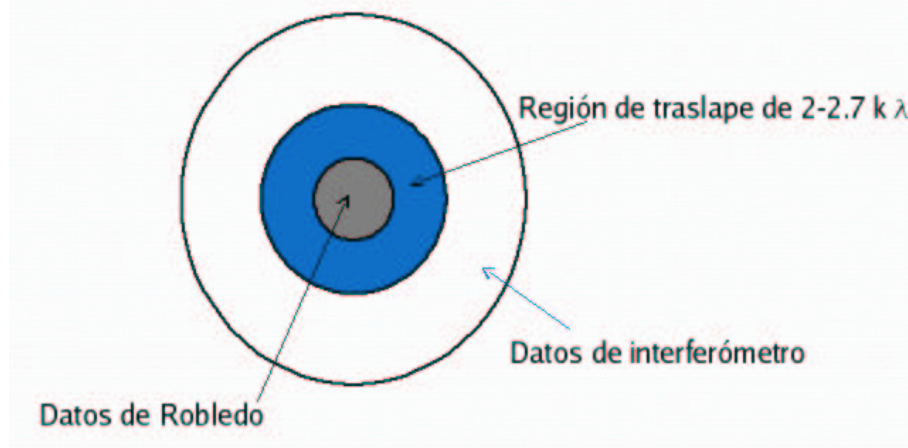 Región de traslape de 2-2.7 k λ
Datos de interferómetro
Datos de Robledo